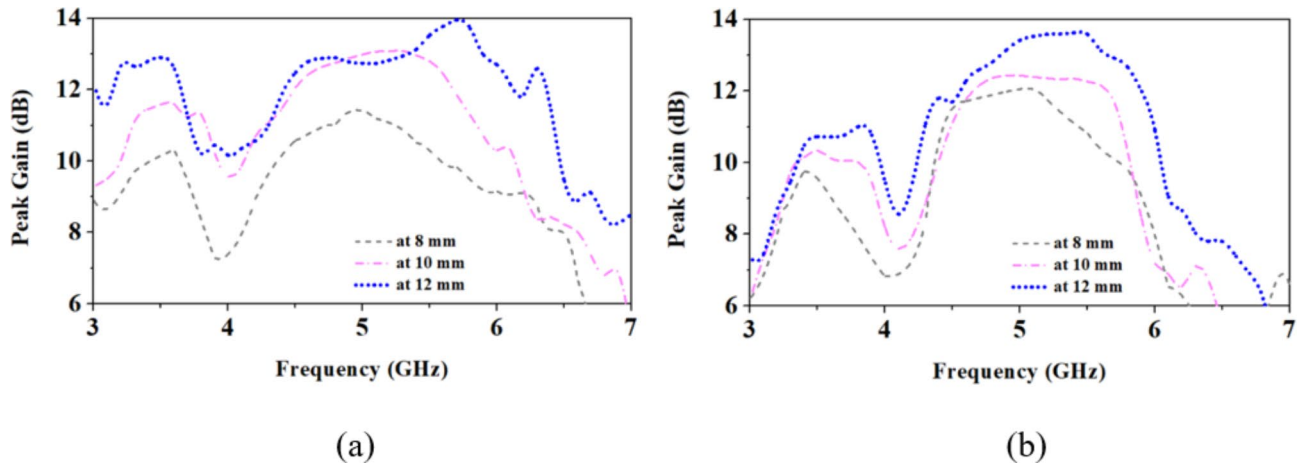 14
12
10
8
6
Peak Gain (dB)
at 8 mm
at 10 mm
at 12 mm
3 4 5 6 7
Frequency (GHz)
(a)
14
12
10
8
6
Peak Gain (dB)
at 8 mm
at 10 mm
at 12 mm
3 4 5 6 7
Frequency (GHz)
(b)